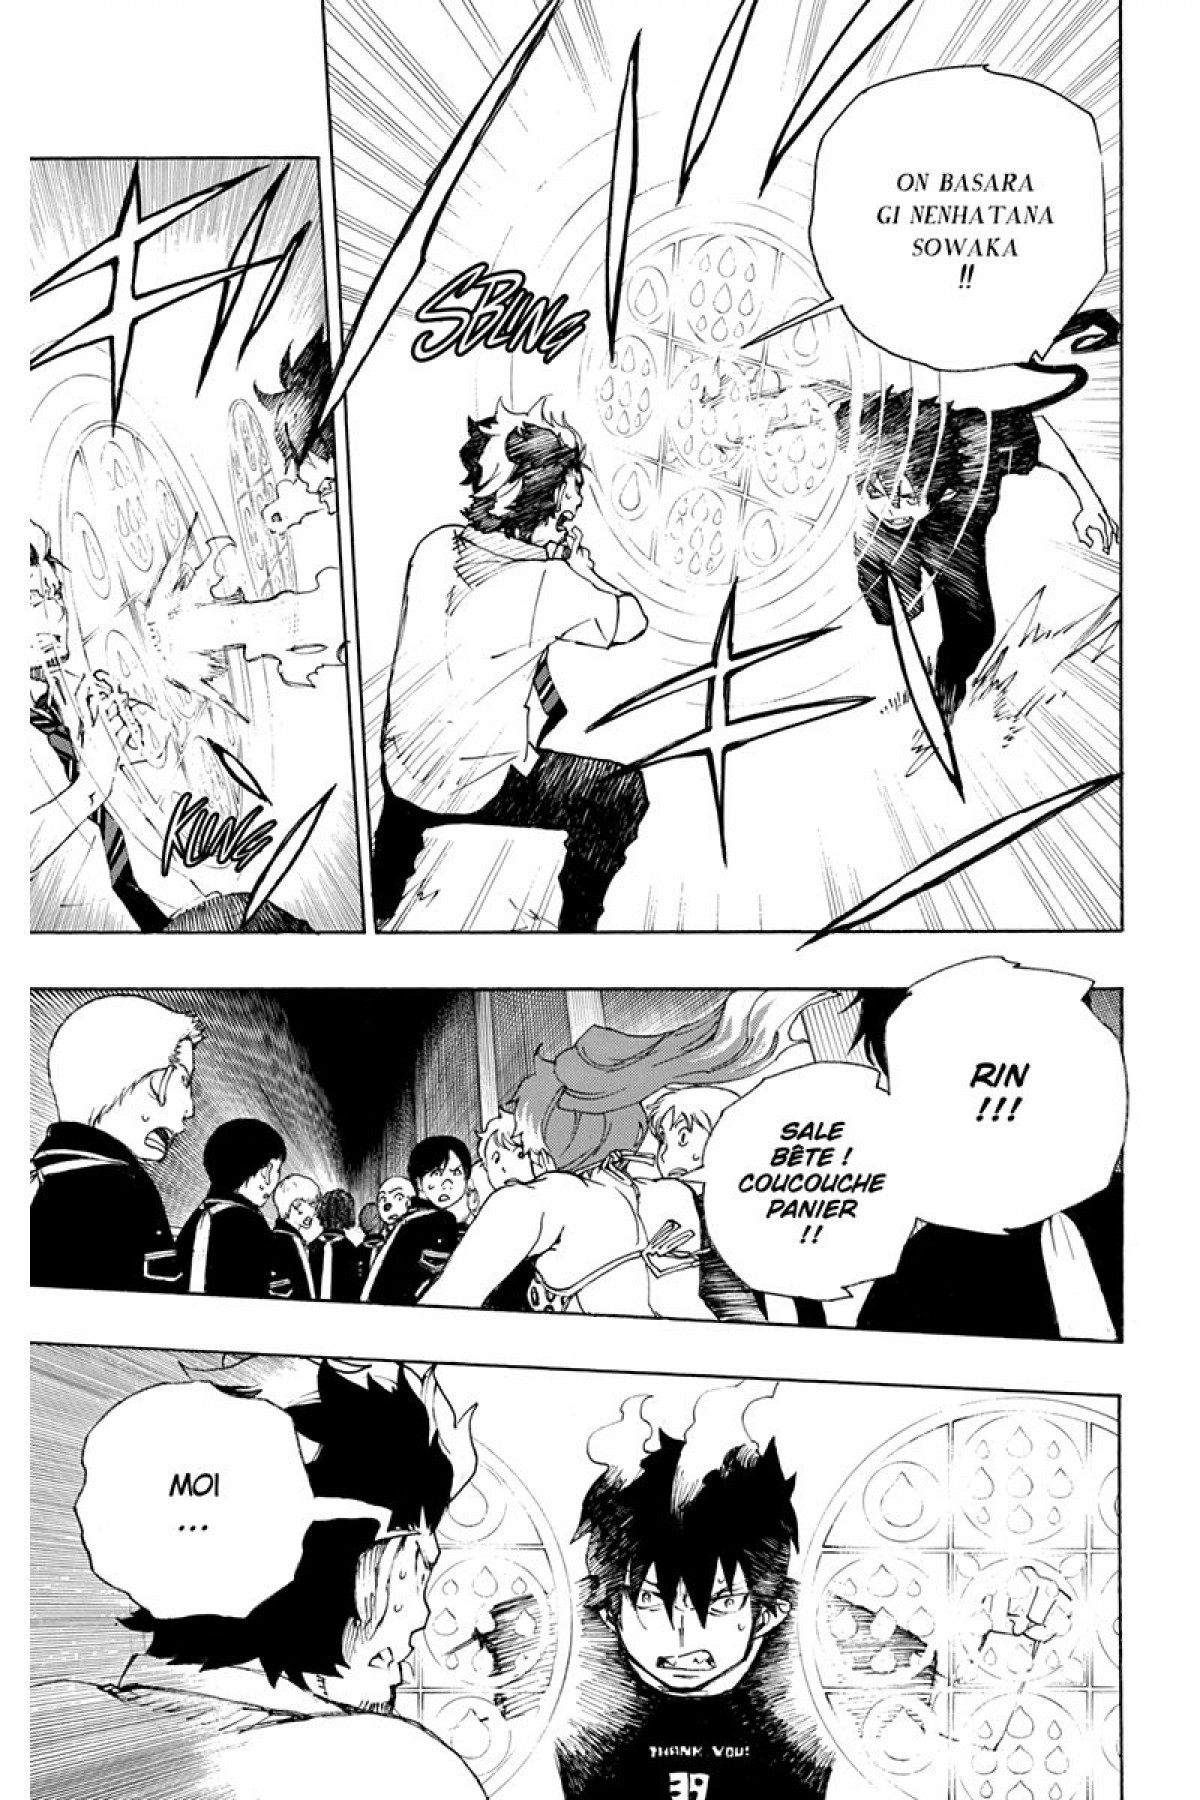 ON BASARA
GI NENHATANA
SOWAKA
!!
SBLING
KLING
RIN
!!!
SALE
BÊTE !
COUCOUCHE
PANIER
!!
MOI
...
THANK YOU!
39